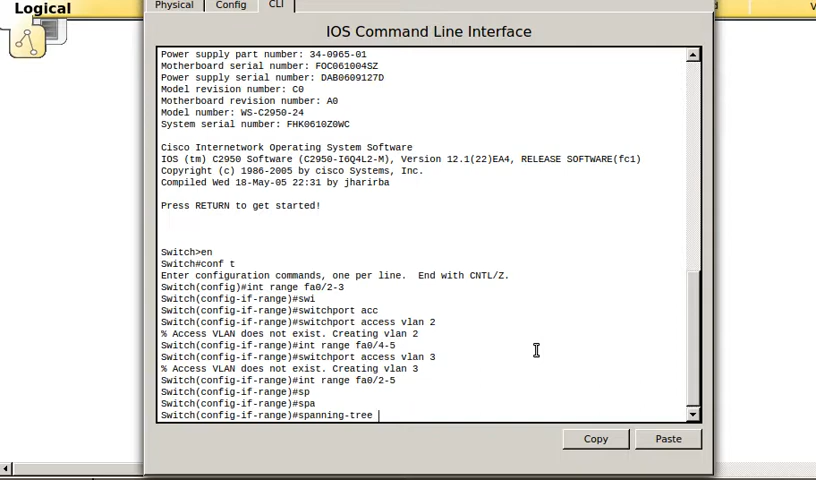 Logical
Physical
Config
CLI
IOS Command Line Interface
Power supply part number: 34-0965-01
Motherboard serial number: FOC061004SZ
Power supply serial number: DAB0609127D
Model revision number: C0
Motherboard revision number: A0
Model number: WS-C2950-24
System serial number: FHK0610Z0WC
Cisco Internetwork Operating System Software
IOS (tm) C2950 Software (C2950-I6Q4L2-M), Version 12.1(22)EA4, RELEASE SOFTWARE(fc1)
Copyright (c) 1986-2005 by cisco Systems, Inc.
Compiled Wed 18-May-05 22:31 by jharirba
Press RETURN to get started!
Switch>en
Switch#conf t
Enter configuration commands, one per line.  End with CNTL/Z.
Switch(config)#int range fa0/2-3
Switch(config-if-range)#swi
Switch(config-if-range)#switchport acc
Switch(config-if-range)#switchport access vlan 2
% Access VLAN does not exist. Creating vlan 2
Switch(config-if-range)#int range fa0/4-5
Switch(config-if-range)#switchport access vlan 3
% Access VLAN does not exist. Creating vlan 3
Switch(config-if-range)#int range fa0/2-5
Switch(config-if-range)#sp
Switch(config-if-range)#spa
Switch(config-if-range)#spanning-tree
Copy
Paste